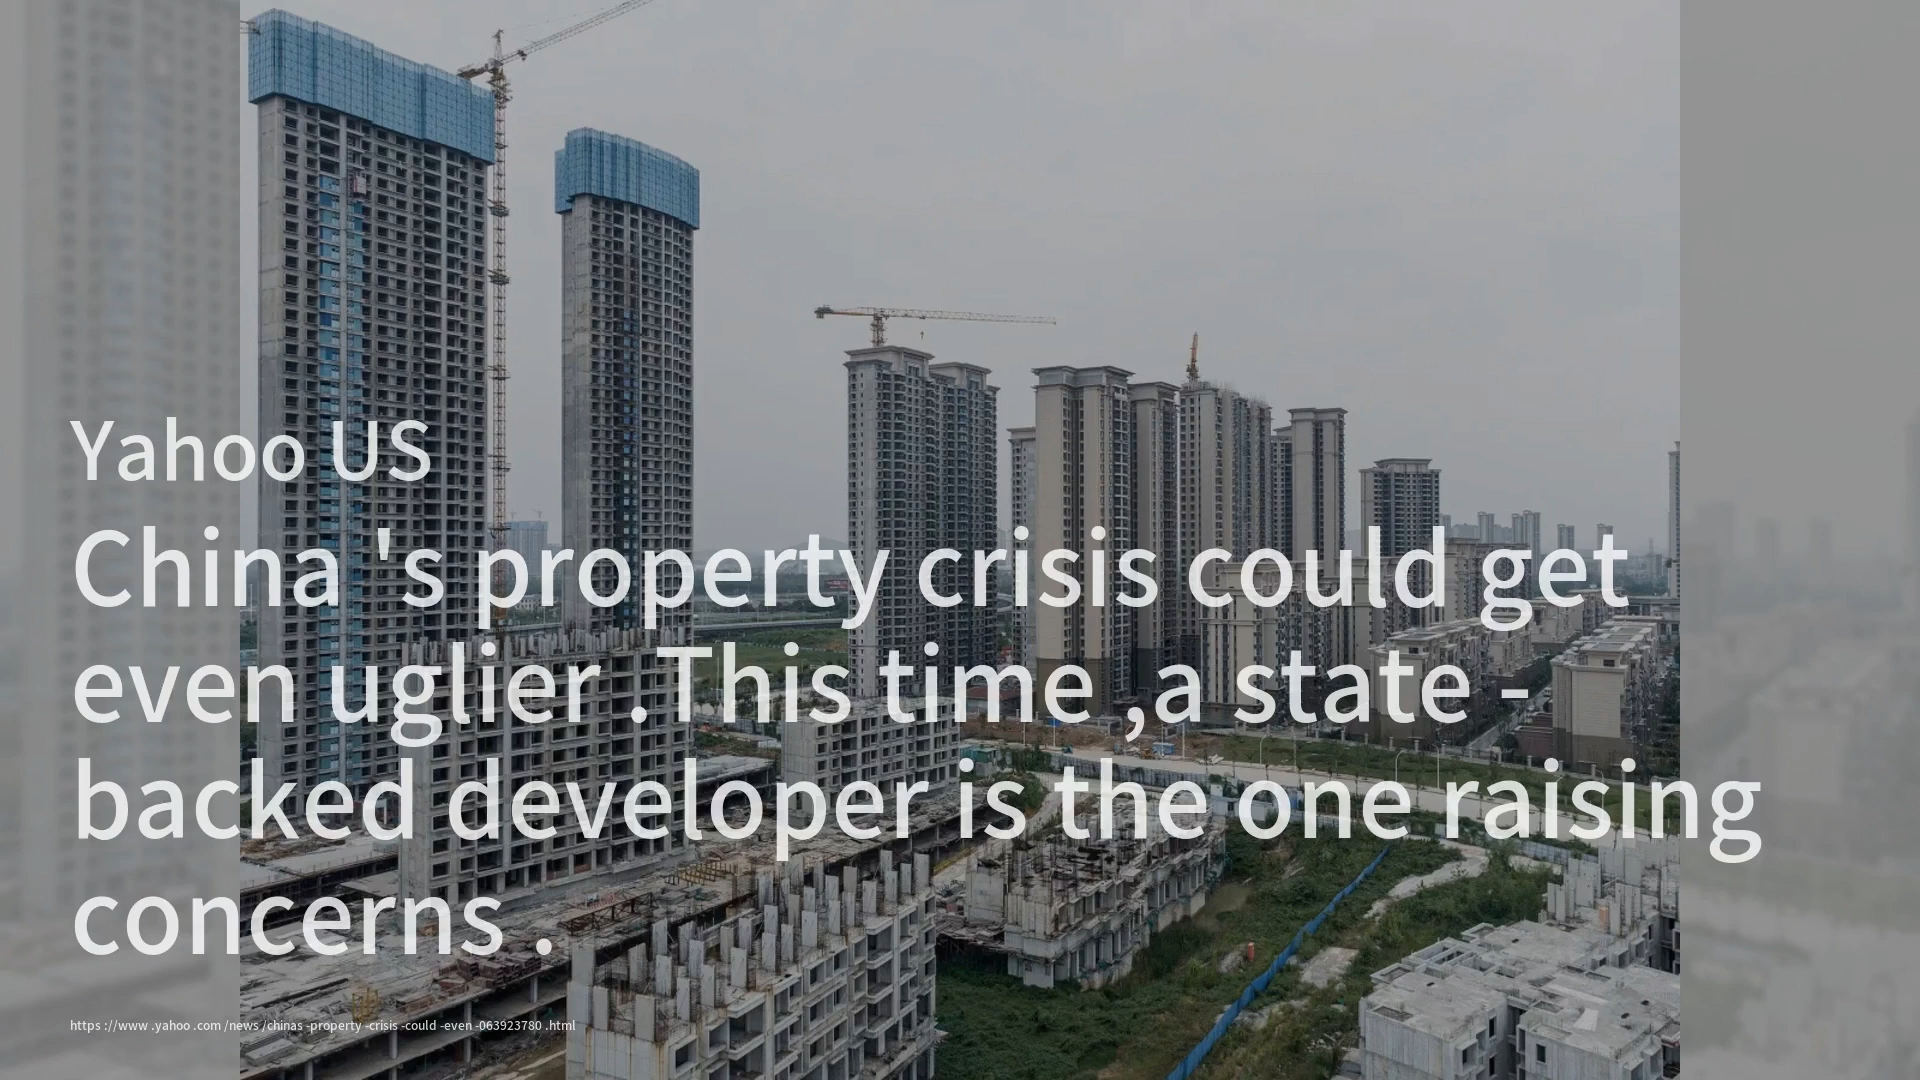 Yahoo US
China 's property crisis could get
even uglier .This time ,a state -
backed developer is the one raising
concerns .
https ://www .yahoo .com /news /chinas -property -crisis -could -even -063923780 .html